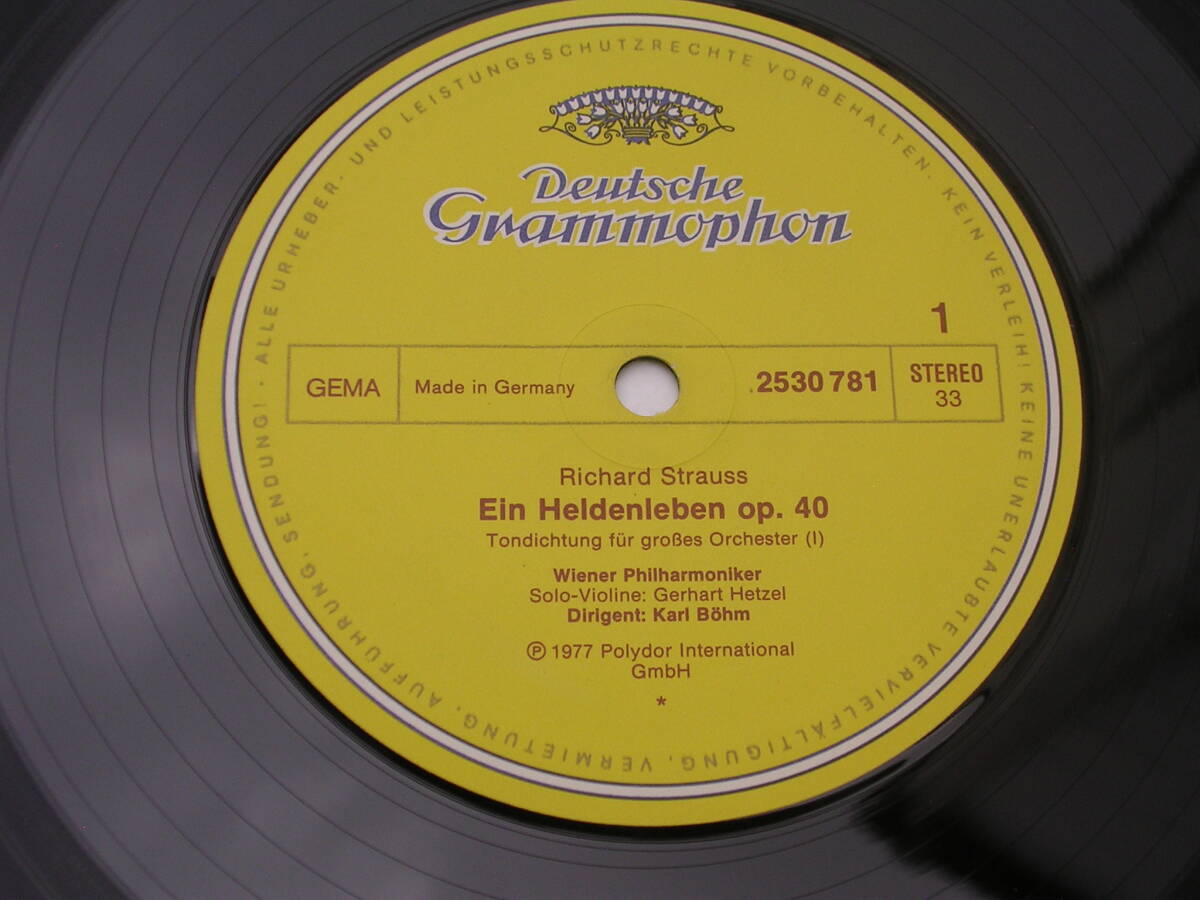 ALLE URHEBER- UND LEISTUNGSSCHUTZRECHTE VORBEHALTEN. KEIN VERLEIH! KEINE UNERLAUBTE VERVIELFÄLTIGUNG, VERMIETUNG, AUFFÜHRUNG, SENDUNG!
Deutsche
Grammophon
1
GEMA
Made in Germany
.2530 781
STEREO
33
Richard Strauss
Ein Heldenleben op. 40
Tondichtung für großes Orchester (I)
Wiener Philharmoniker
Solo-Violine: Gerhart Hetzel
Dirigent: Karl Böhm
℗ 1977 Polydor International
GmbH
*